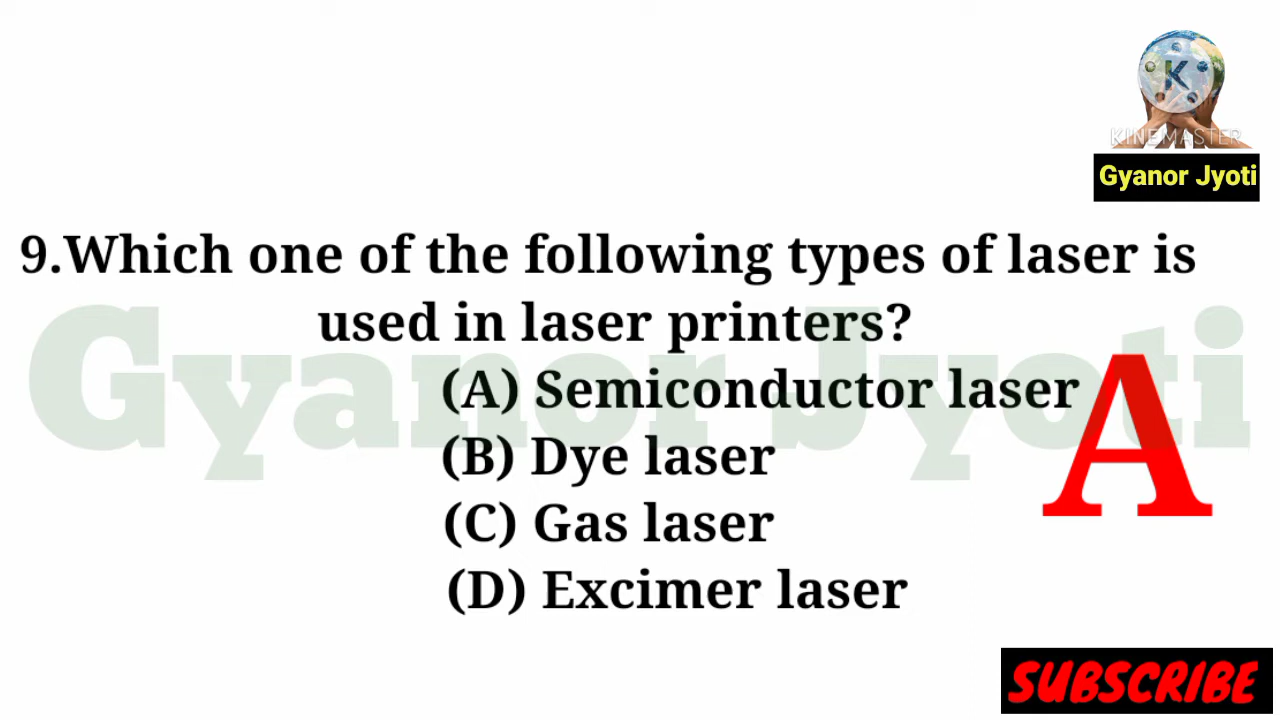 K
KINEMASTER
Gyanor Jyoti
9.Which one of the following types of laser is
used in laser printers?
(A) Semiconductor laser
(B) Dye laser
(C) Gas laser
(D) Excimer laser
A
Gyanor Jyoti
SUBSCRIBE